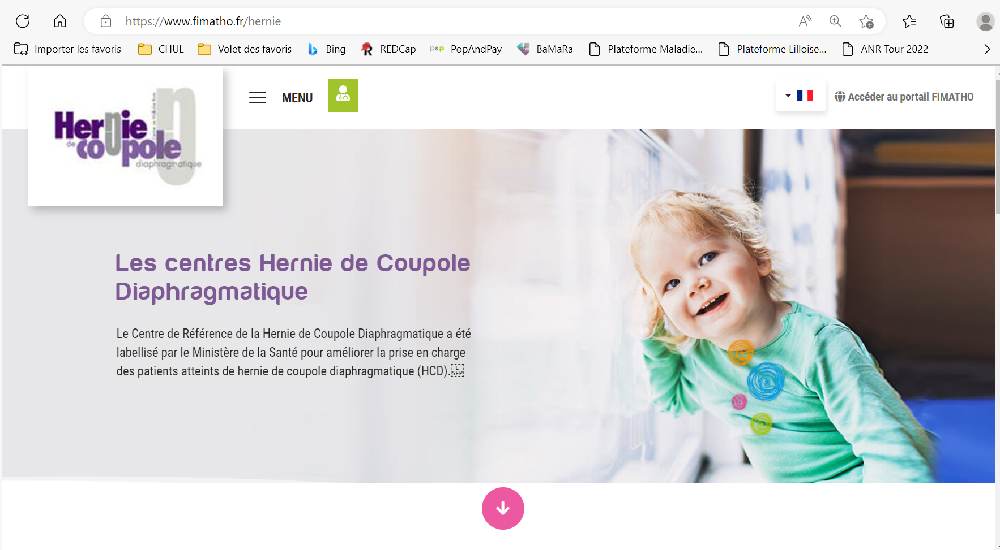 https://www.fimatho.fr/hernie
Importer les favoris CHUL Volet des favoris Bing REDCap PopAndPay BaMaRa Plateforme Maladie... Plateforme Lilloise... ANR Tour 2022
Hernie
de coupole
diaphragmatique
MENU
Accéder au portail FIMATHO
Les centres Hernie de Coupole
Diaphragmatique
Le Centre de Référence de la Hernie de Coupole Diaphragmatique a été
labellisé par le Ministère de la Santé pour améliorer la prise en charge
des patients atteints de hernie de coupole diaphragmatique (HCD).